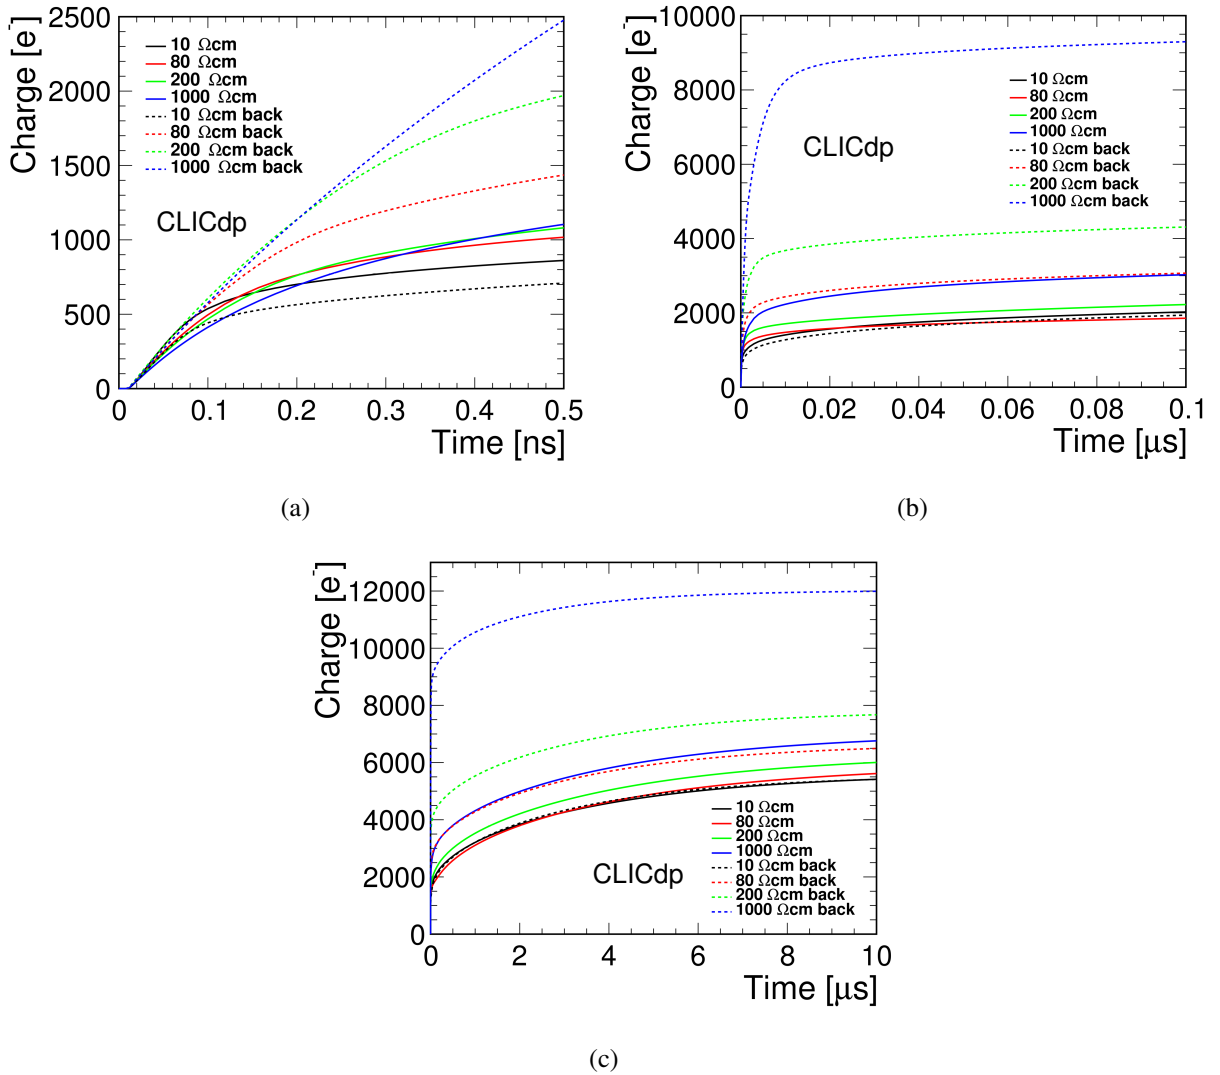 Charge [e-]
2500
2000
1500
1000
500
0
10 Ωcm
80 Ωcm
200 Ωcm
1000 Ωcm
10 Ωcm back
80 Ωcm back
200 Ωcm back
1000 Ωcm back
CLICdp
0 0.1 0.2 0.3 0.4 0.5
Time [ns]
(a)
Charge [e-]
10000
8000
6000
4000
2000
0
CLICdp
10 Ωcm
80 Ωcm
200 Ωcm
1000 Ωcm
10 Ωcm back
80 Ωcm back
200 Ωcm back
1000 Ωcm back
0 0.02 0.04 0.06 0.08 0.1
Time [μs]
(b)
Charge [e-]
12000
10000
8000
6000
4000
2000
0
10 Ωcm
80 Ωcm
200 Ωcm
1000 Ωcm
10 Ωcm back
80 Ωcm back
200 Ωcm back
1000 Ωcm back
CLICdp
0 2 4 6 8 10
Time [μs]
(c)